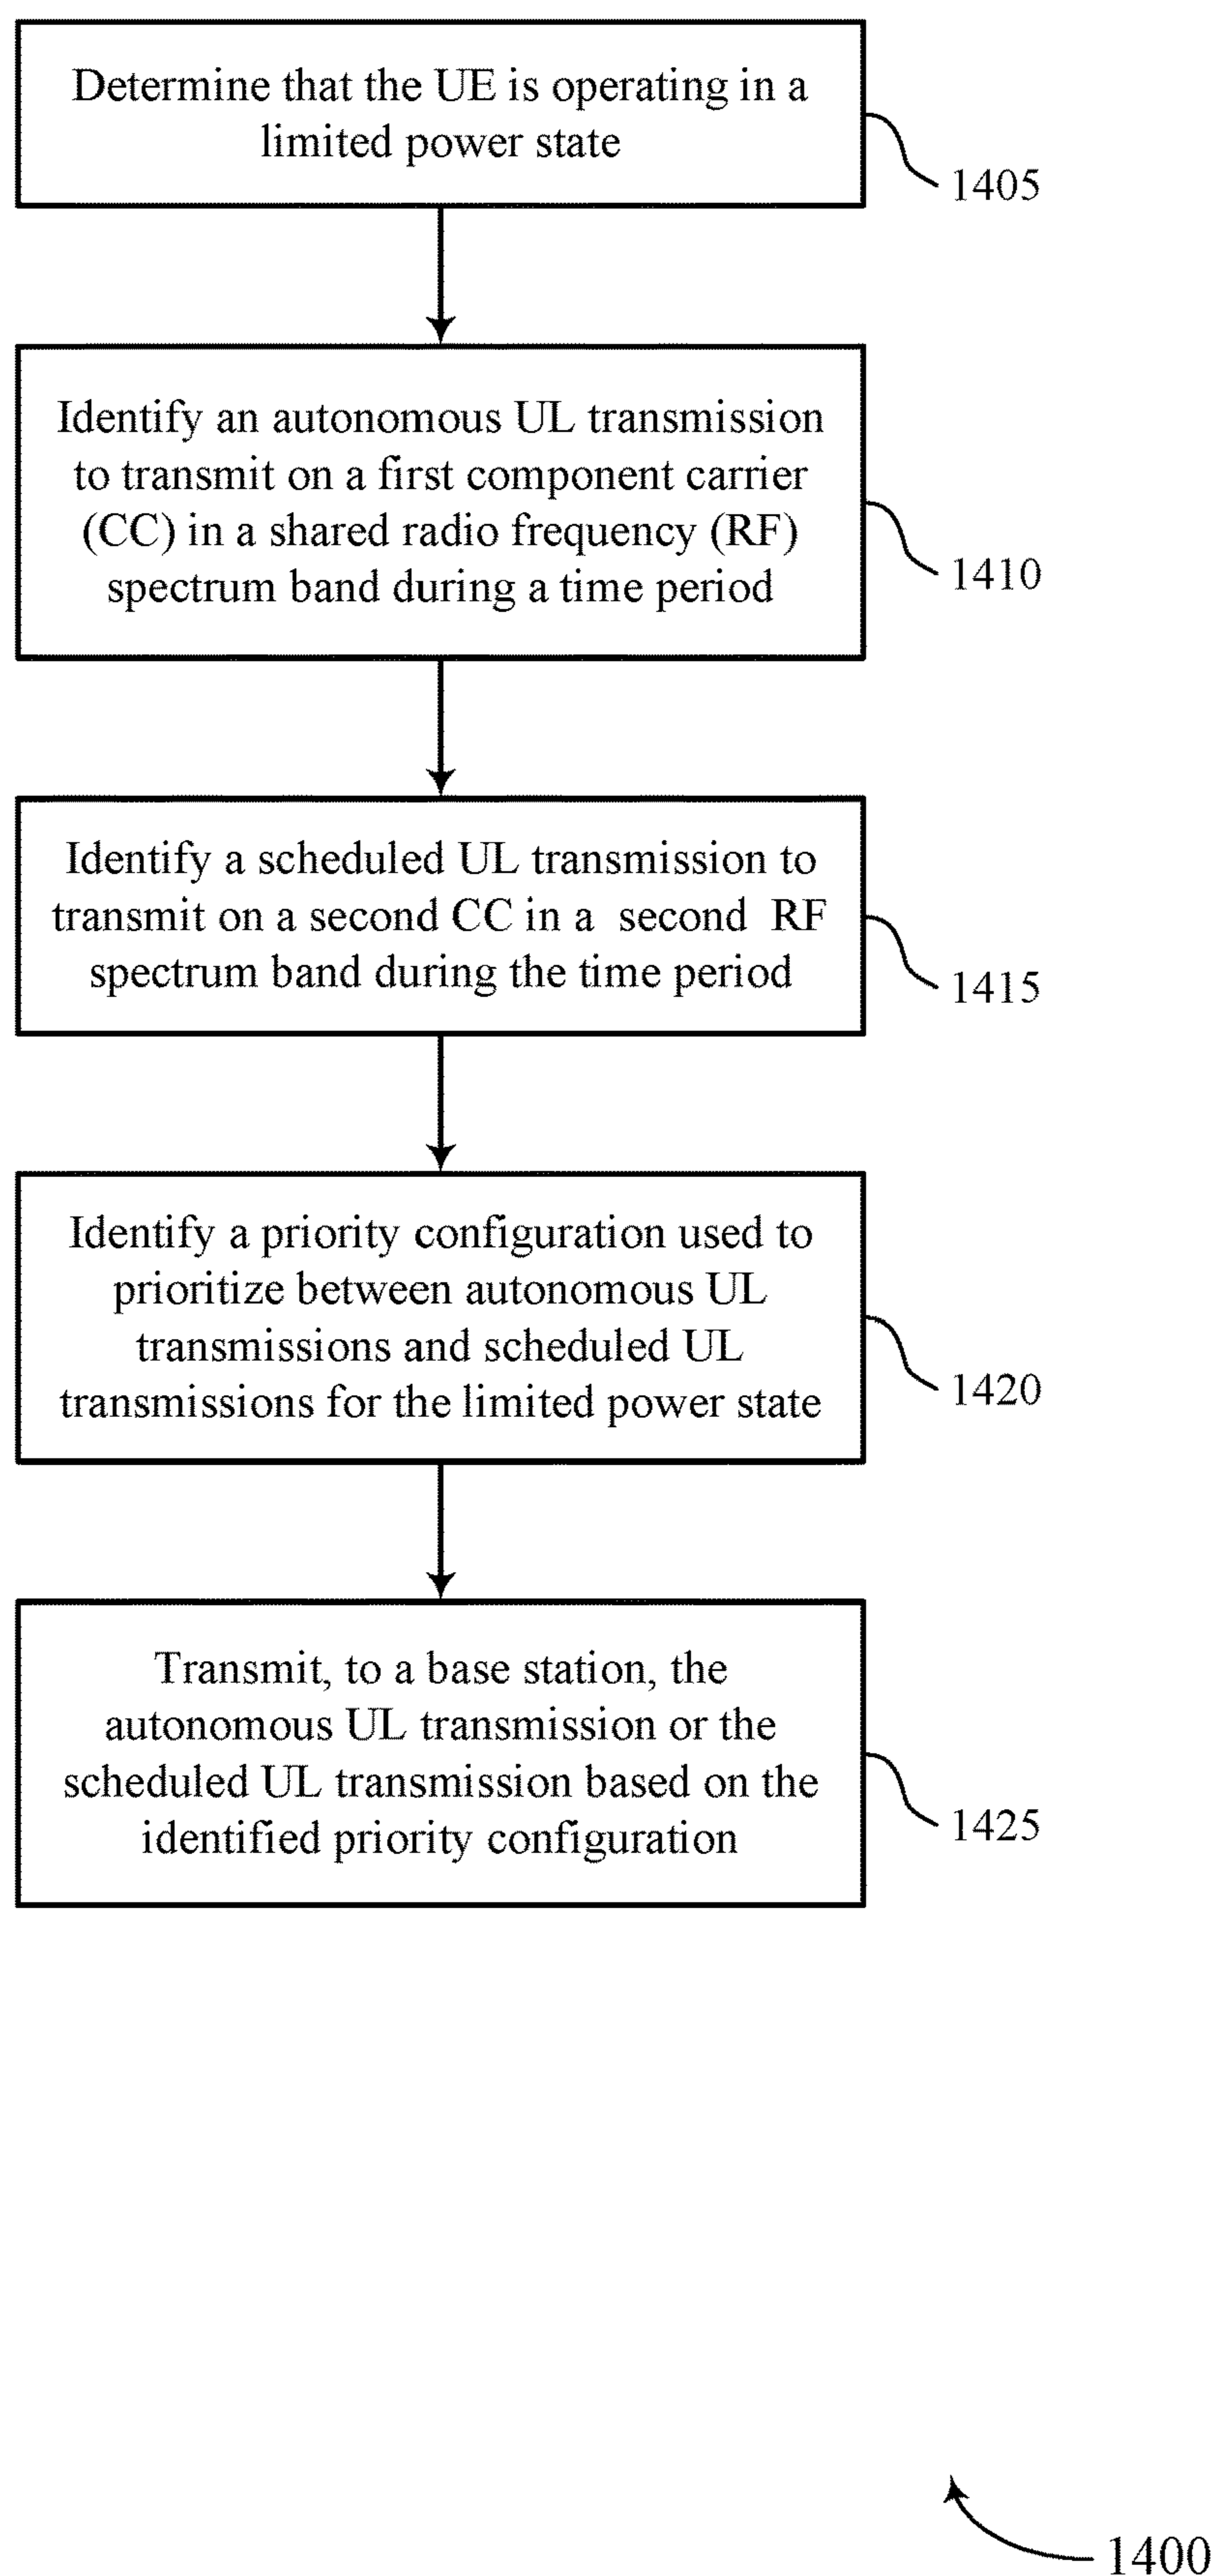 Determine that the UE is operating in a
limited power state
1405
Identify an autonomous UL transmission
to transmit on a first component carrier
(CC) in a shared radio frequency (RF)
spectrum band during a time period
1410
Identify a scheduled UL transmission to
transmit on a second CC in a second RF
spectrum band during the time period
1415
Identify a priority configuration used to
prioritize between autonomous UL
transmissions and scheduled UL
transmissions for the limited power state
1420
Transmit, to a base station, the
autonomous UL transmission or the
scheduled UL transmission based on the
identified priority configuration
1425
1400